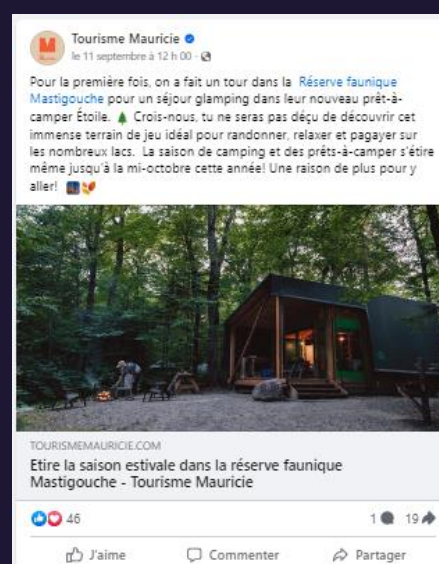 Tourisme Mauricie
le 11 septembre à 12 h 00 ·
Pour la première fois, on a fait un tour dans la Réserve faunique
Mastigouche pour un séjour glamping dans leur nouveau prêt-à-
camper Étoile. 🌲 Crois-nous, tu ne seras pas déçu de découvrir cet
immense terrain de jeu idéal pour randonner, relaxer et pagayer sur
les nombreux lacs. La saison de camping et des prêts-à-camper s'étire
même jusqu'à la mi-octobre cette année! Une raison de plus pour y
aller!
TOURISMEMAURICIE.COM
Etire la saison estivale dans la réserve faunique
Mastigouche - Tourisme Mauricie
46
1
19
J'aime
Commenter
Partager